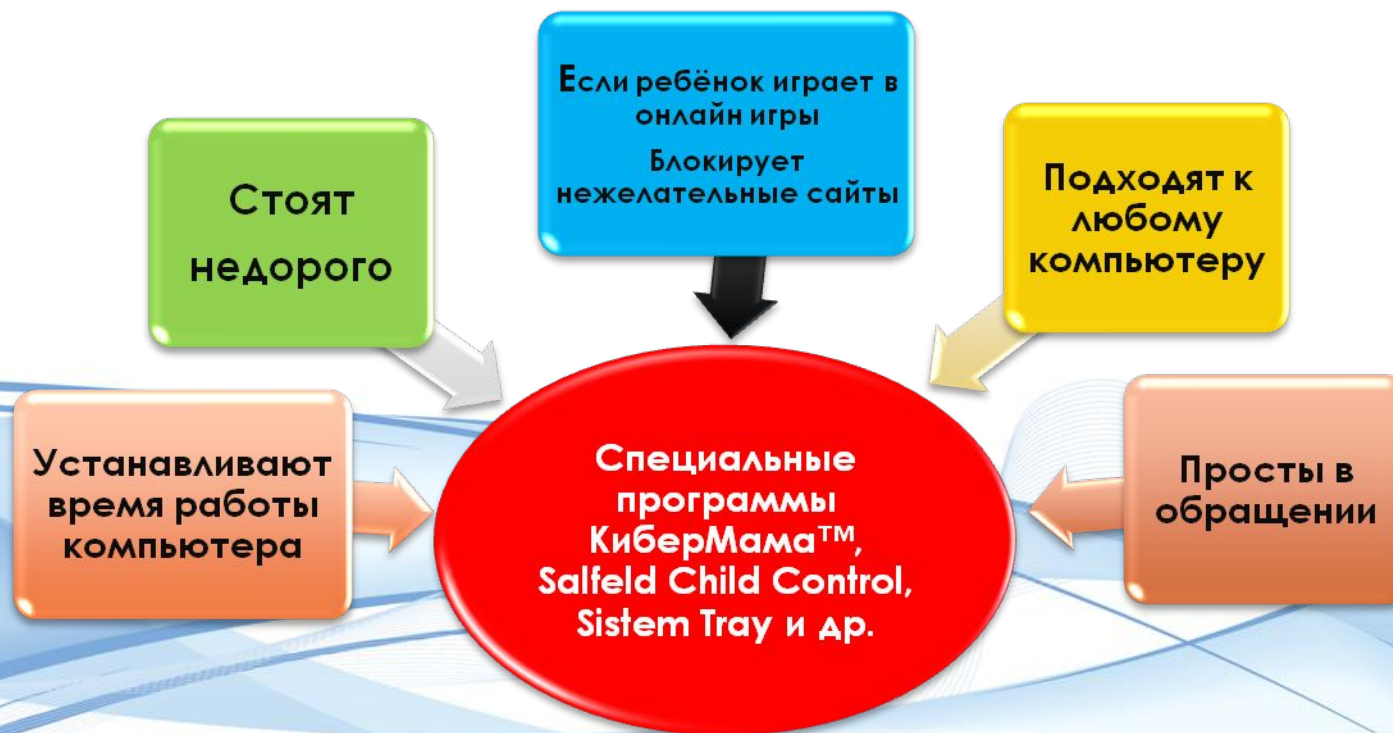 Если ребёнок играет в
онлайн игры
Блокирует
нежелательные сайты
Стоят
недорого
Подходят к
любому
компьютеру
Устанавливают
время работы
компьютера
Просты в
обращении
Специальные
программы
КиберМама™,
Salfeld Child Control,
Sistem Tray и др.